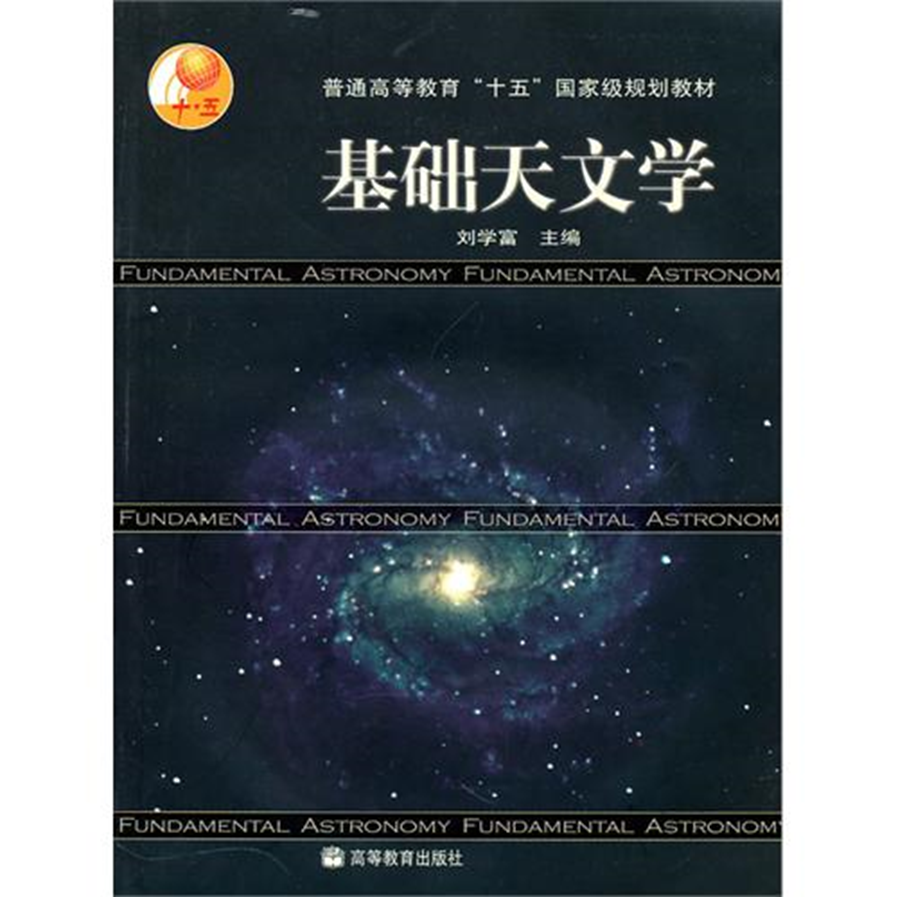 十·五
普通高等教育“十五”国家级规划教材
基础天文学
刘学富 主编
FUNDAMENTAL ASTRONOMY FUNDAMENTAL ASTRONOM
FUNDAMENTAL ASTRONOMY FUNDAMENTAL ASTRONOM
FUNDAMENTAL ASTRONOMY FUNDAMENTAL ASTRONOM
高等教育出版社